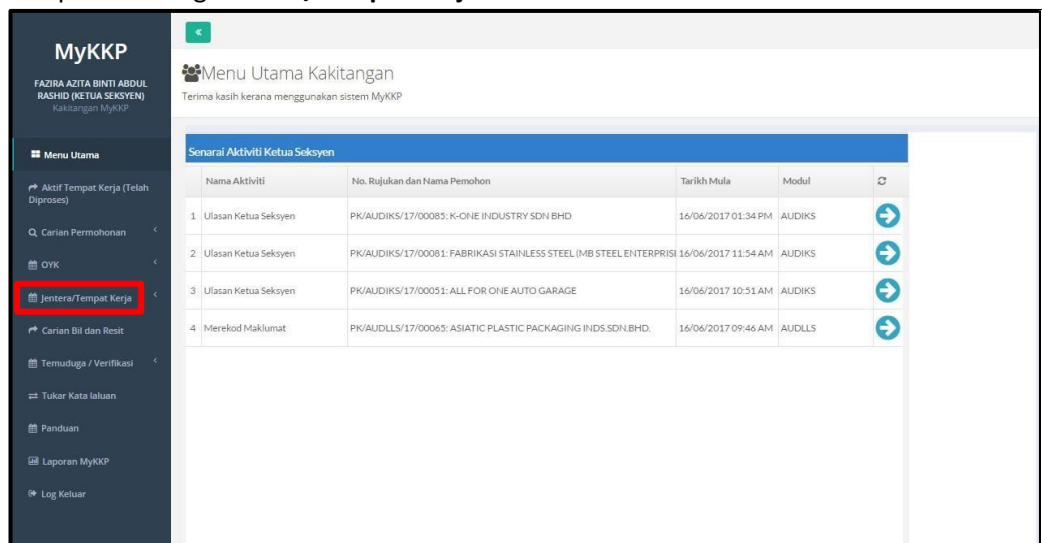 MyKKP
FAZIRA AZITA BINTI ABDUL
RASHID (KETUA SEKSYEN)
Kakitangan MyKKP
Menu Utama
Aktif Tempat Kerja (Telah
Diproses)
Carian Permohonan
OYK
Jentera/Tempat Kerja
Carian Bil dan Resit
Temuduga / Verifikasi
Tukar Kata laluan
Panduan
Laporan MyKKP
Log Keluar
Menu Utama Kakitangan
Terima kasih kerana menggunakan sistem MyKKP
Senarai Aktiviti Ketua Seksyen
Nama Aktiviti No. Rujukan dan Nama Pemohon Tarikh Mula Modul
1 Ulasan Ketua Seksyen PK/AUDIKS/17/00085: K-ONE INDUSTRY SDN BHD 16/06/2017 01:34 PM AUDIKS
2 Ulasan Ketua Seksyen PK/AUDIKS/17/00081: FABRIKASI STAINLESS STEEL (MB STEEL ENTERPRISE 16/06/2017 11:54 AM AUDIKS
3 Ulasan Ketua Seksyen PK/AUDIKS/17/00051: ALL FOR ONE AUTO GARAGE 16/06/2017 10:51 AM AUDIKS
4 Merekod Maklumat PK/AUDLLS/17/00065: ASIATIC PLASTIC PACKAGING INDS.SDN.BHD. 16/06/2017 09:46 AM AUDLLS